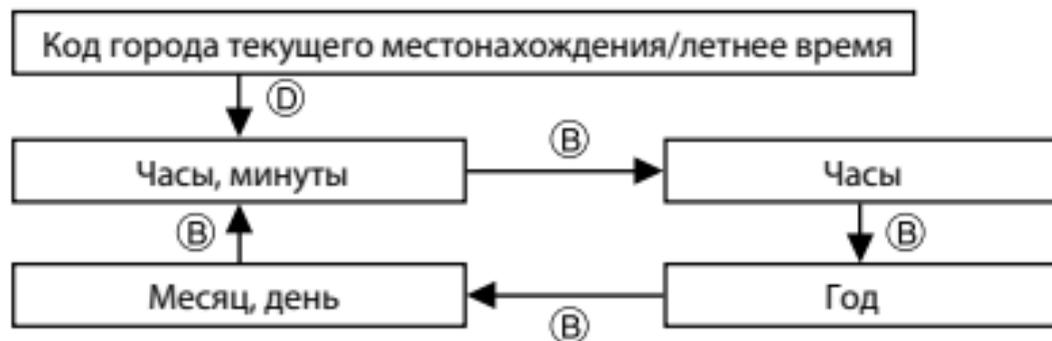 Код города текущего местонахождения/летнее время
Ⓓ
Часы, минуты
Ⓑ
Часы
Ⓑ
Ⓑ
Месяц, день
Ⓑ
Год